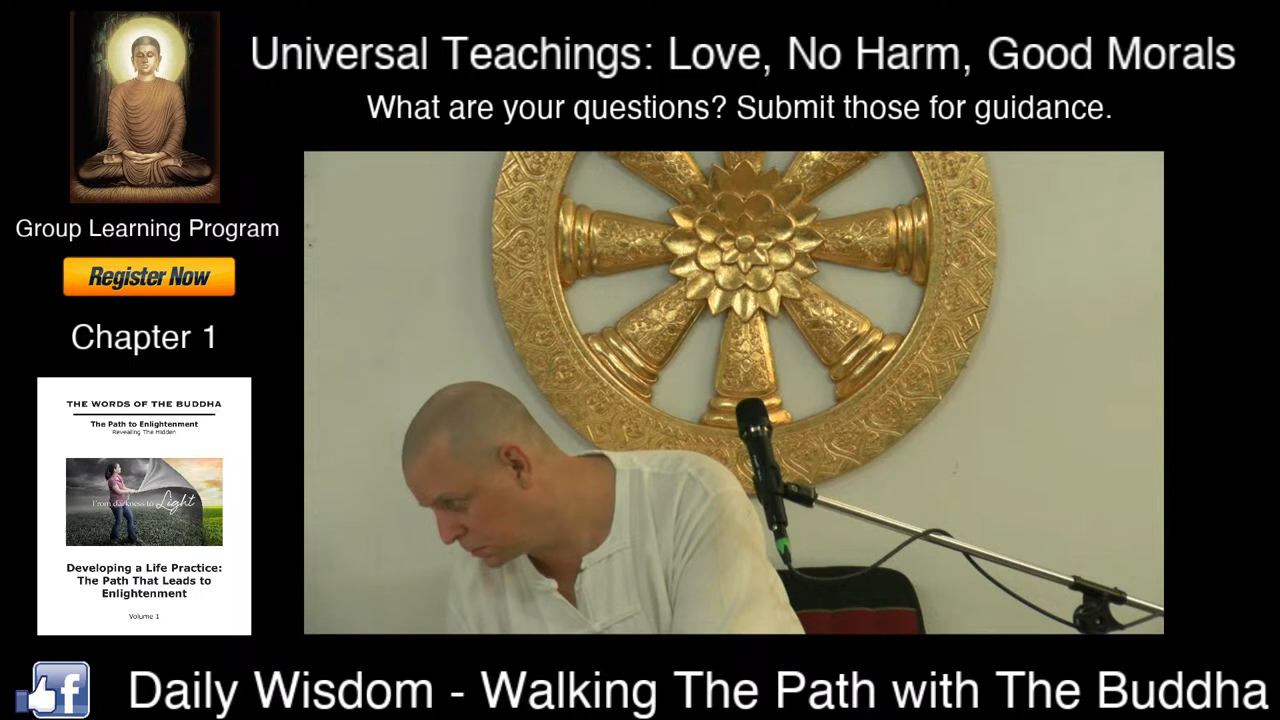 Universal Teachings: Love, No Harm, Good Morals
What are your questions? Submit those for guidance.
Group Learning Program
Register Now
Chapter 1
THE WORDS OF THE BUDDHA
The Path to Enlightenment
Revealing The Hidden
From darkness to Light
Developing a Life Practice:
The Path That Leads to
Enlightenment
Volume 1
f
Daily Wisdom - Walking The Path with The Buddha